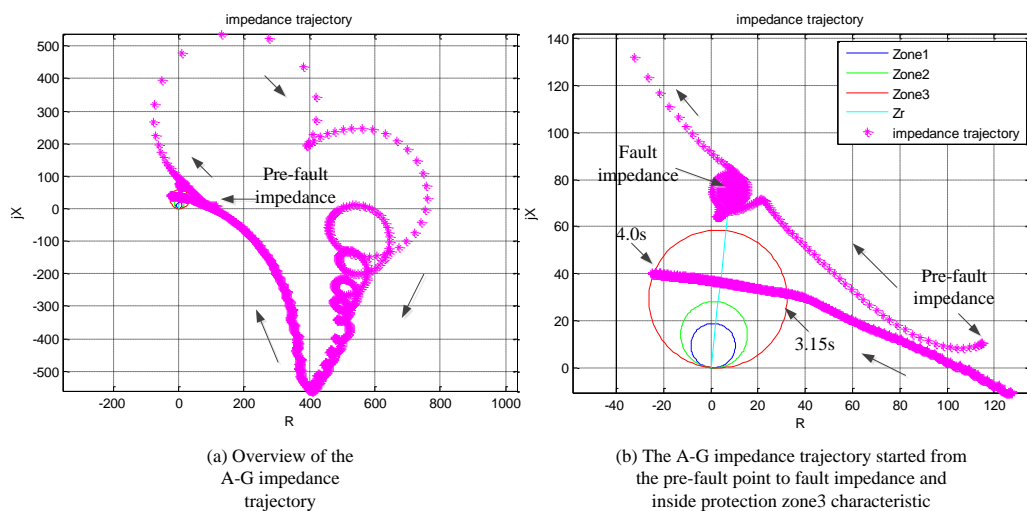 impedance trajectory
500
400
300
200
100
0
-100
-200
-300
-400
-500
jX
Pre-fault
impedance
-200
0
200
400
600
800
1000
R
(a) Overview of the
A-G impedance
trajectory
impedance trajectory
140
120
100
80
60
40
20
0
jX
Zone1
Zone2
Zone3
Zr
impedance trajectory
Fault
impedance
4.0s
Pre-fault
impedance
3.15s
-40
-20
0
20
40
60
80
100
120
R
(b) The A-G impedance trajectory started from
the pre-fault point to fault impedance and
inside protection zone3 characteristic